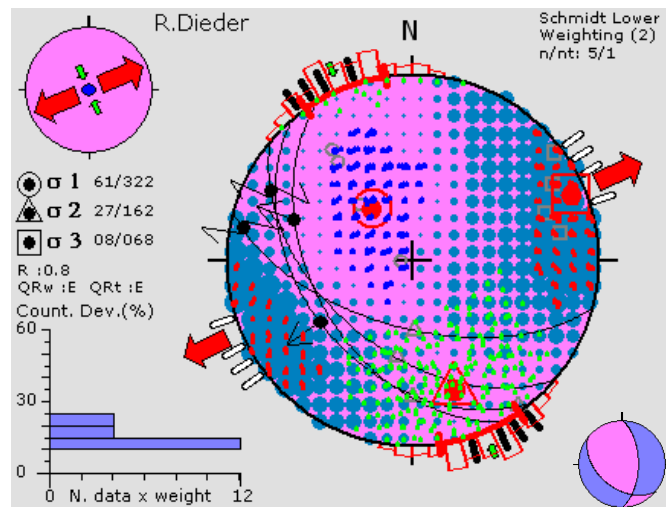 R.Dieder
N
Schmidt Lower
Weighting (2)
n/nt: 5/1
σ 1 61/322
σ 2 27/162
σ 3 08/068
R :0.8
QRw :E QRt :E
Count. Dev.(%)
60
30
0
0 N. data x weight 12